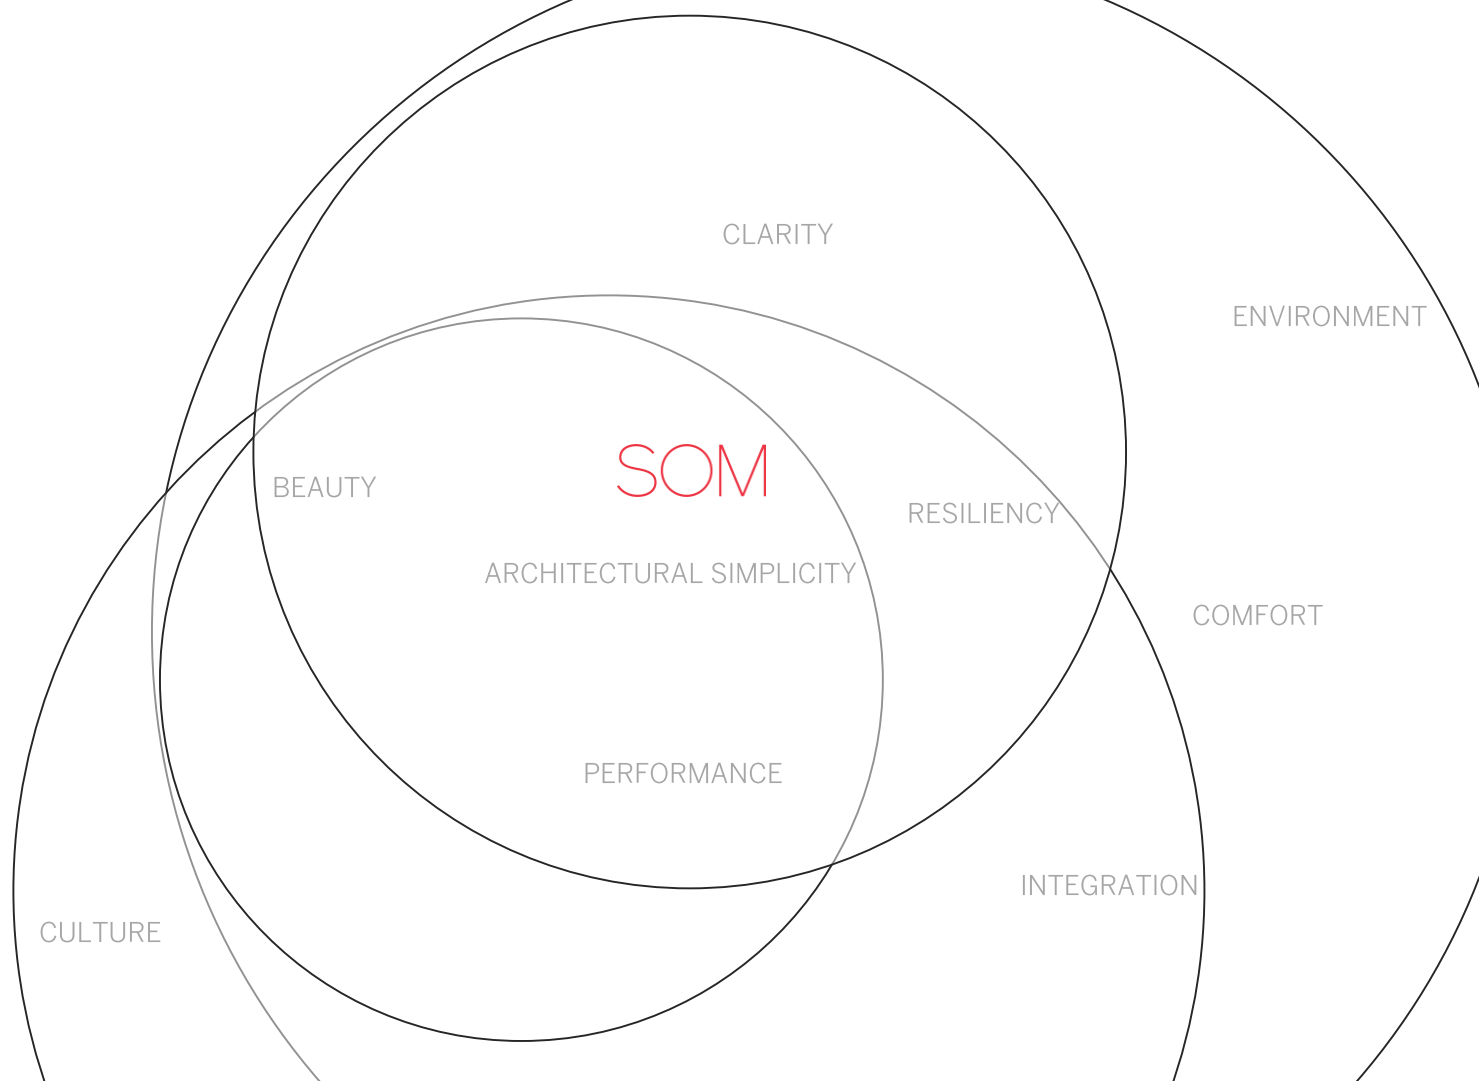 CLARITY
ENVIRONMENT
SOM
BEAUTY
RESILIENCY
ARCHITECTURAL SIMPLICITY
COMFORT
PERFORMANCE
INTEGRATION
CULTURE